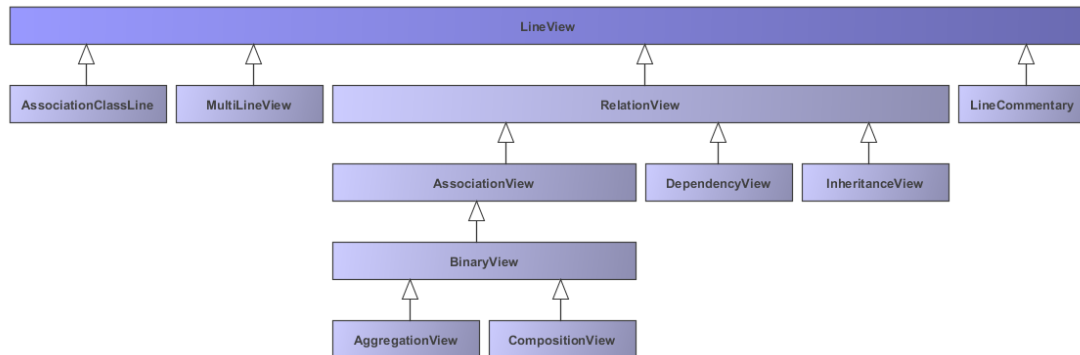 LineView
AssociationClassLine
MultiLineView
RelationView
LineCommentary
AssociationView
DependencyView
InheritanceView
BinaryView
AggregationView
CompositionView